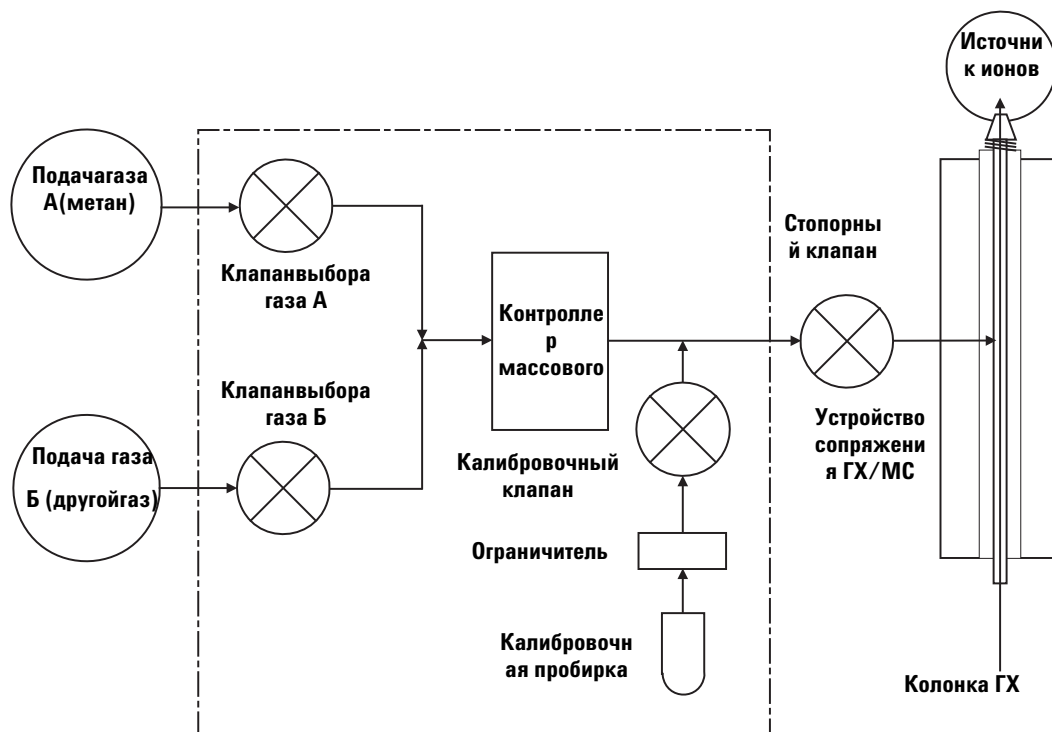 Источни
к ионов
Подачагаза
А(метан)
Клапанвыбора
газа А
Стопорны
й клапан
Контролле
р
массового
Клапанвыбора
газа Б
Подача газа
Б (другойгаз)
Калибровочный
клапан
Устройство
сопряжени
я ГХ/МС
Ограничитель
Калибровочн
ая пробирка
Колонка ГХ